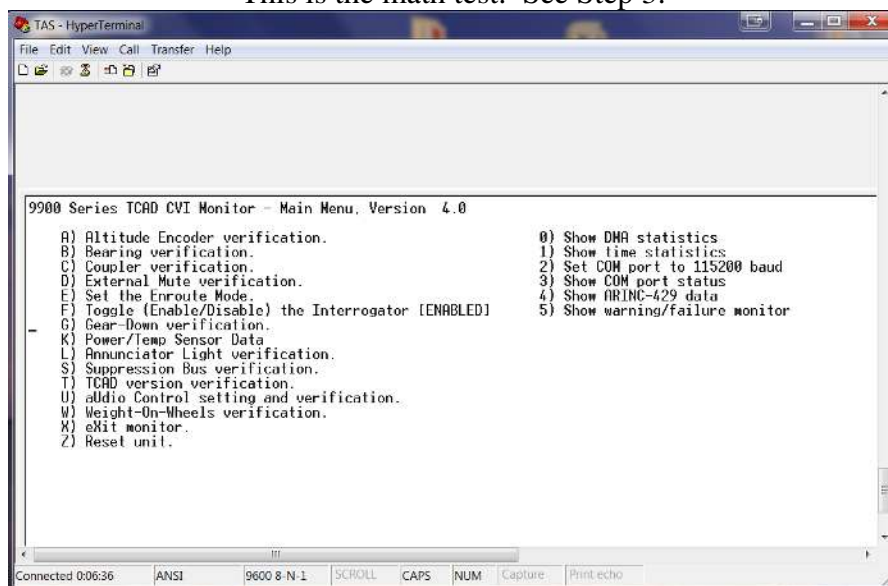 This is the math test. See Step 3.
TAS - HyperTerminal
File Edit View Call Transfer Help
9900 Series TCAD CVI Monitor - Main Menu, Version 4.0
A) Altitude Encoder verification.
B) Bearing verification.
C) Coupler verification.
D) External Mute verification.
E) Set the Enroute Mode.
F) Toggle (Enable/Disable) the Interrogator [ENABLED]
G) Gear-Down verification.
K) Power/Temp Sensor Data
L) Annunciator Light verification.
S) Suppression Bus verification.
T) TCAD version verification.
U) aUdio Control setting and verification.
W) Weight-On-Wheels verification.
X) eXit monitor.
Z) Reset unit.
0) Show DMA statistics
1) Show time statistics
2) Set COM port to 115200 baud
3) Show COM port status
4) Show ARINC-429 data
5) Show warning/failure monitor
Connected 0:06:36 ANSI 9600 8-N-1 SCROLL CAPS NUM Capture Print echo